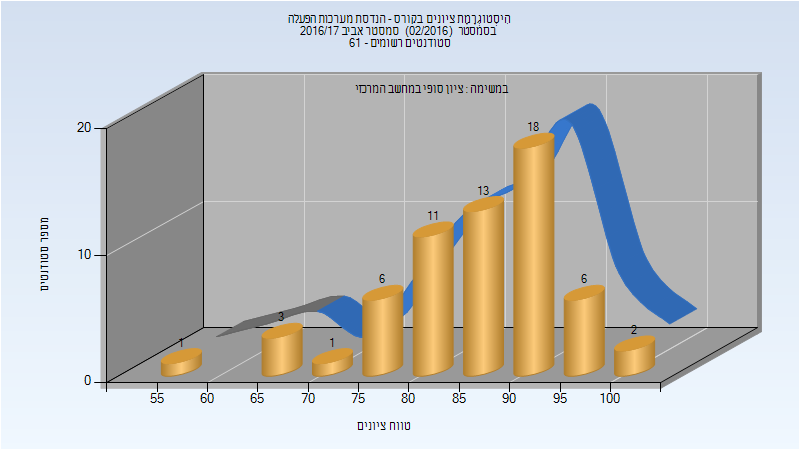 היסטוגרמת ציונים בקורס - הנדסת מערכות הפעלה
בסמסטר (02/2016) סמסטר אביב 2016/17
סטודנטים רשומים - 61
במשימה : ציון סופי במחשב המרכזי
מספר סטודנטים
20
10
0
1
3
1
6
11
13
18
6
2
55 60 65 70 75 80 85 90 95 100
טווח ציונים